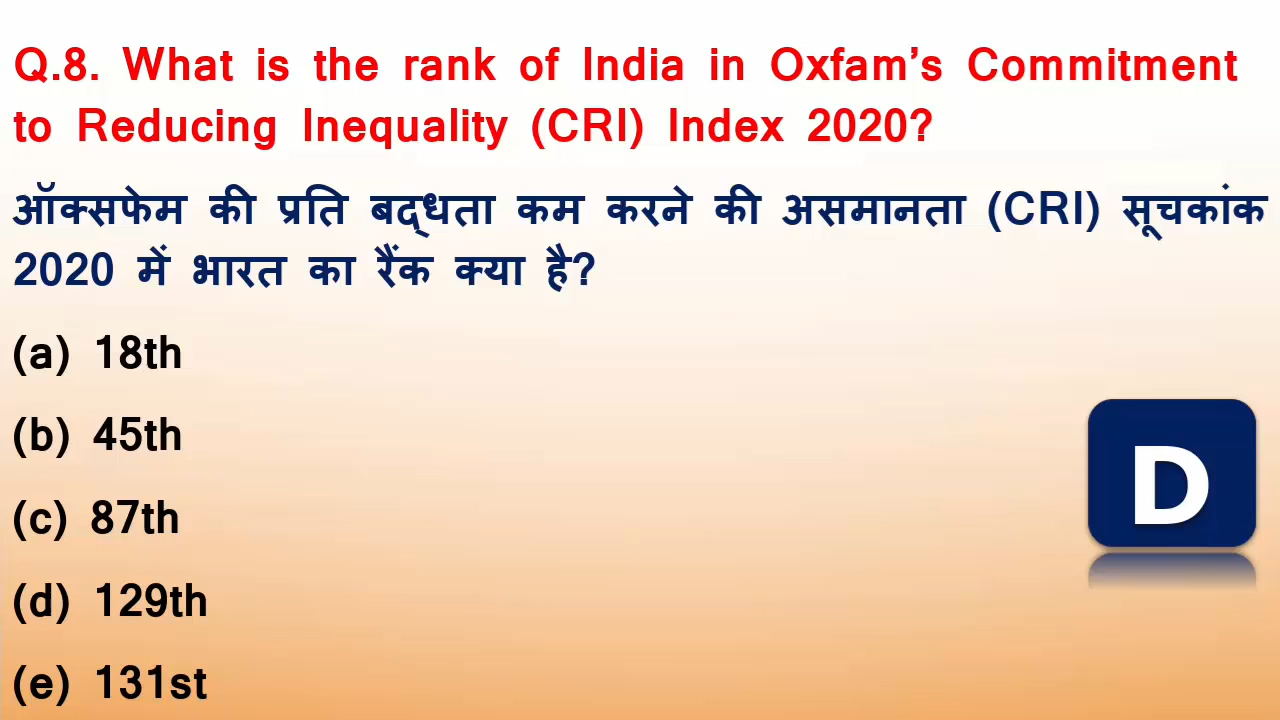 Q.8. What is the rank of India in Oxfam’s Commitment
to Reducing Inequality (CRI) Index 2020?
ऑक्सफेम की प्रति बद्धता कम करने की असमानता (CRI) सूचकांक
2020 में भारत का रैंक क्या है?
(a) 18th
(b) 45th
(c) 87th
(d) 129th
(e) 131st
D